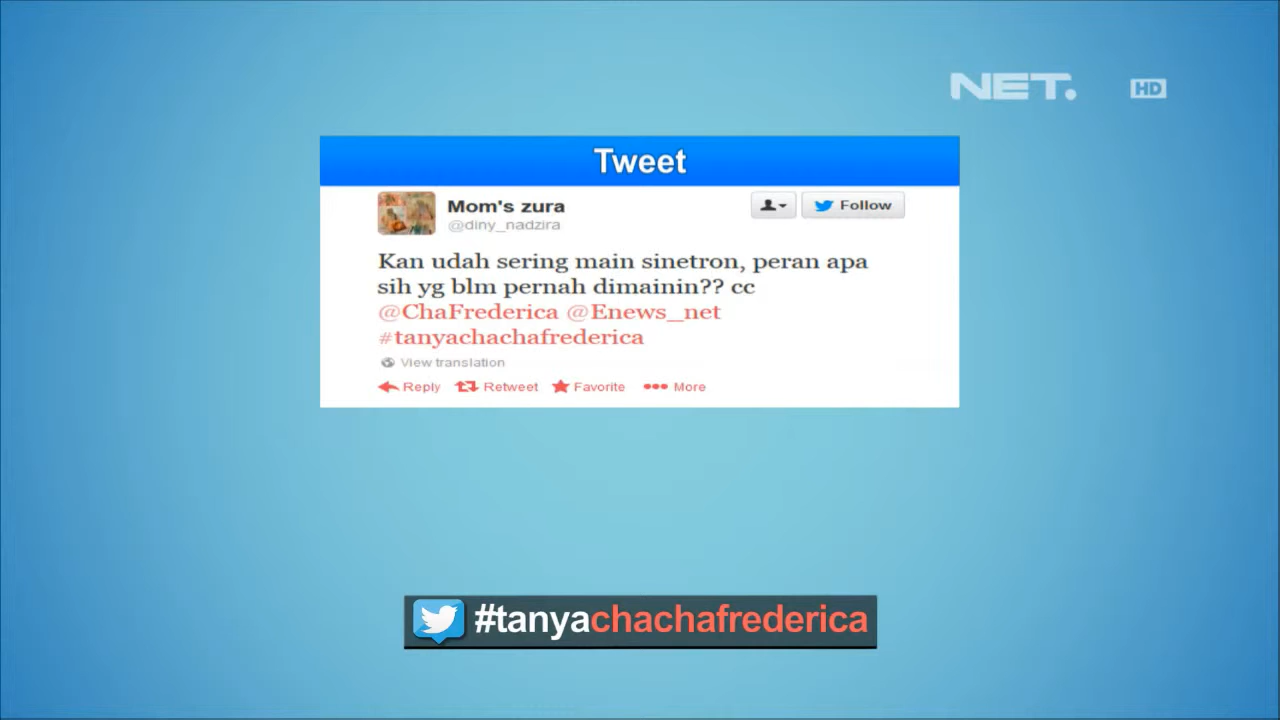 NET.
HD
Tweet
Mom's zura
Follow
@diny_nadzira
Kan udah sering main sinetron, peran apa
sih yg blm pernah dimainin?? cc
@ChaFrederica @Enews_net
#tanyachachafrederica
View translation
Reply Retweet Favorite More
#tanyachachafrederica